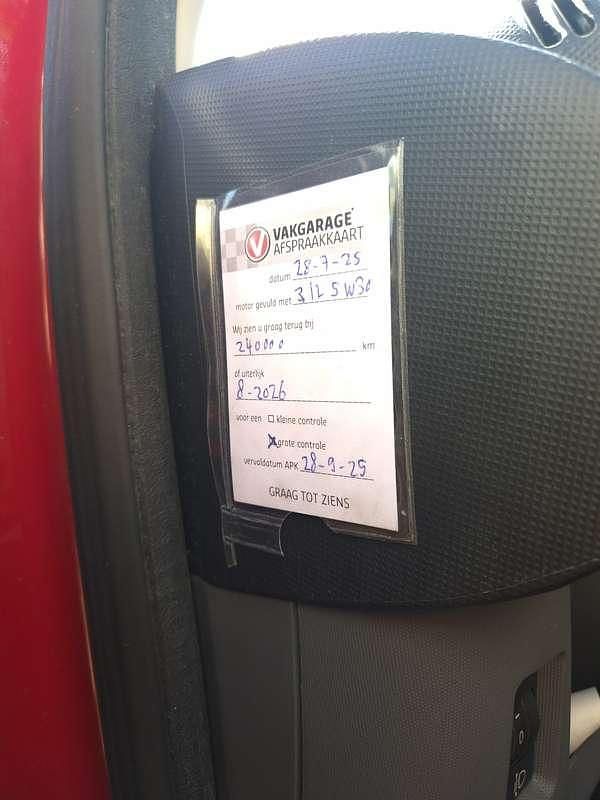 VAKGARAGE
AFSPRAAKKAART
datum 28-7-25
motor gevuld met 3,1L 5W30
Wij zien u graag terug bij
240000 km
of uiterlijk
8-2026
voor een kleine controle
grote controle
vervaldatum APK 28-9-25
GRAAG TOT ZIENS